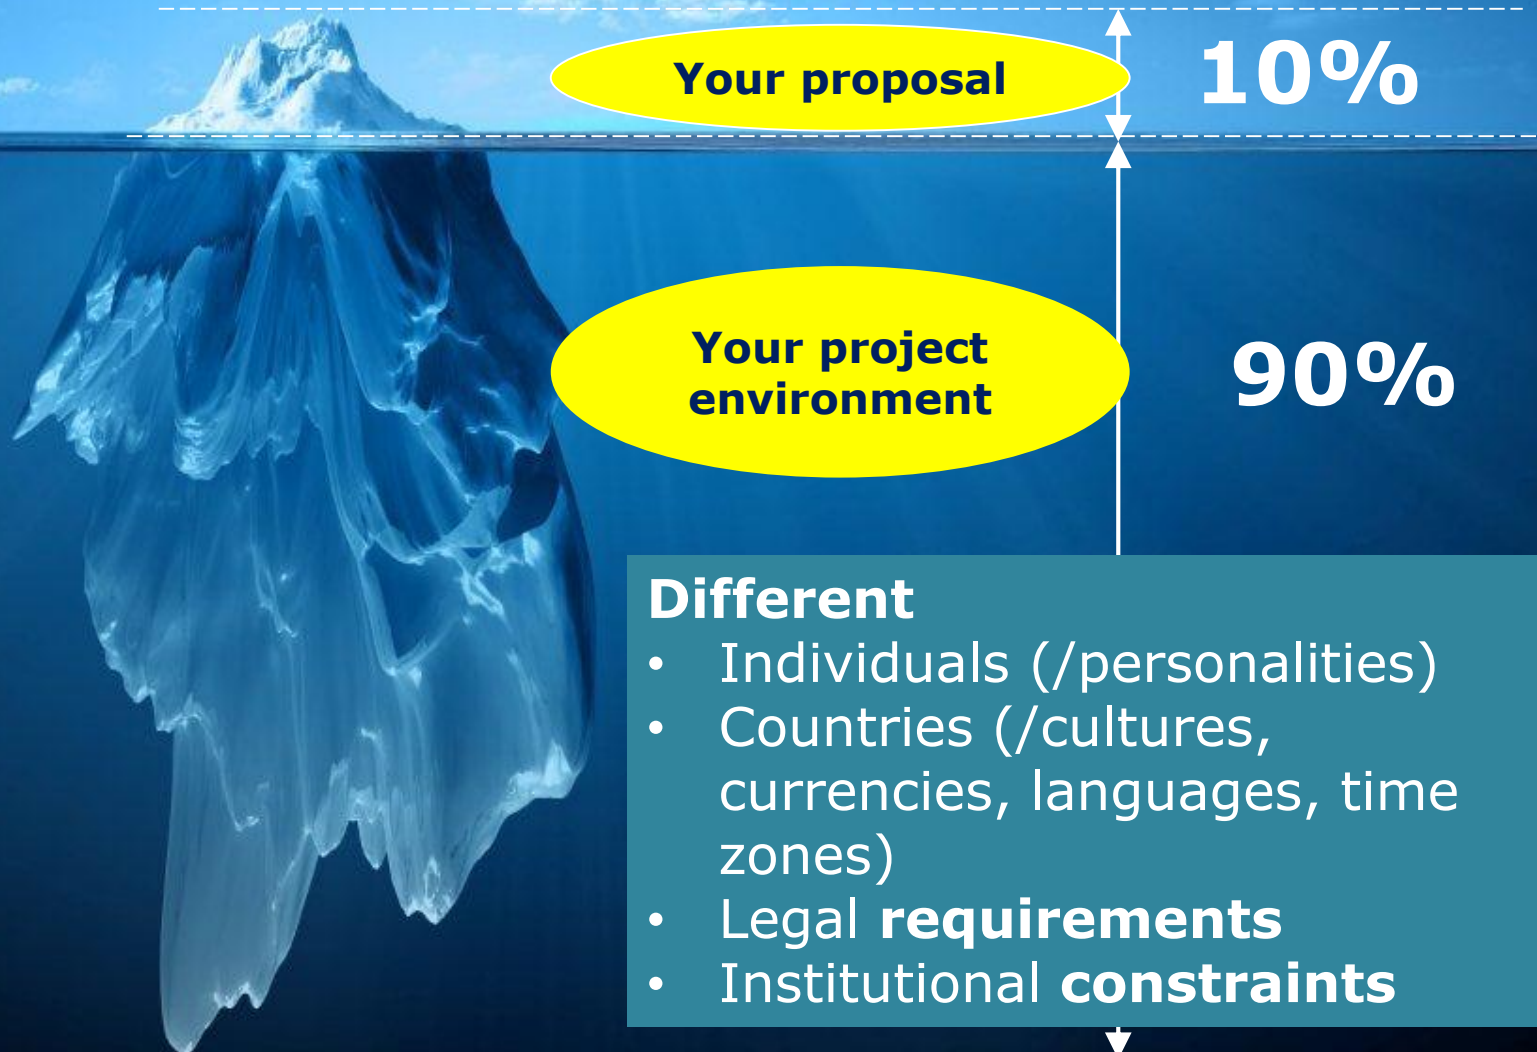 Your proposal
10%
Your project
environment
90%
Different
• Individuals (/personalities)
• Countries (/cultures,
currencies, languages, time
zones)
• Legal requirements
• Institutional constraints